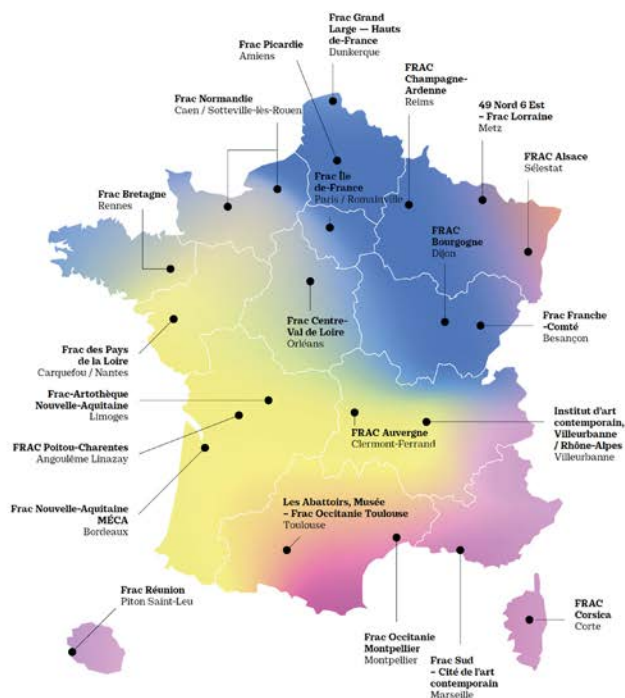 Frac Grand
Large — Hauts
de-France
Dunkerque
Frac Picardie
Amiens
FRAC
Champagne-
Ardenne
Reims
Frac Normandie
Caen / Sotteville-lès-Rouen
49 Nord 6 Est
– Frac Lorraine
Metz
FRAC Alsace
Sélestat
Frac Île
de-France
Paris / Romainville
Frac Bretagne
Rennes
FRAC
Bourgogne
Dijon
Frac Centre-
Val de Loire
Orléans
Frac Franche
-Comté
Besançon
Frac des Pays
de la Loire
Carquefou / Nantes
Frac-Artothèque
Nouvelle-Aquitaine
Limoges
FRAC Poitou-Charentes
Angoulême Linazay
FRAC Auvergne
Clermont-Ferrand
Institut d'art
contemporain,
Villeurbanne
/ Rhône-Alpes
Villeurbanne
Frac Nouvelle-Aquitaine
MÉCA
Bordeaux
Les Abattoirs, Musée
– Frac Occitanie Toulouse
Toulouse
Frac Réunion
Piton Saint-Leu
Frac Occitanie
Montpellier
Montpellier
Frac Sud
– Cité de l'art
contemporain
Marseille
FRAC
Corsica
Corte